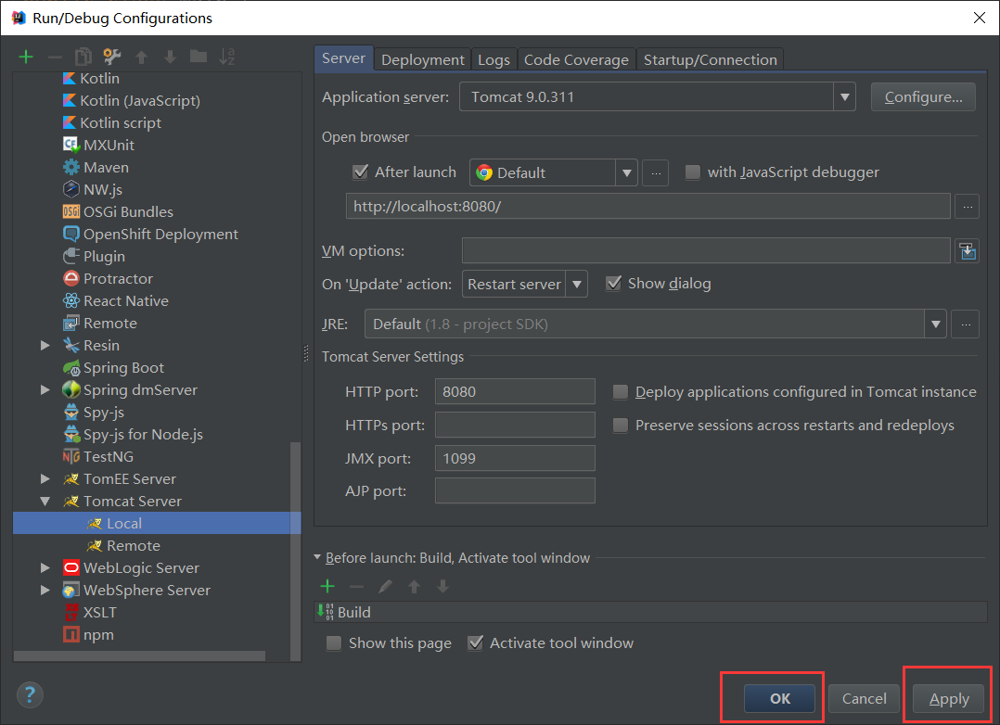 Run/Debug Configurations
Kotlin
Kotlin (JavaScript)
Kotlin script
MXUnit
Maven
NW.js
OSGi Bundles
OpenShift Deployment
Plugin
Protractor
React Native
Remote
Resin
Spring Boot
Spring dmServer
Spy-js
Spy-js for Node.js
TestNG
TomEE Server
Tomcat Server
Local
Remote
WebLogic Server
WebSphere Server
XSLT
npm
Server Deployment Logs Code Coverage Startup/Connection
Application server: Tomcat 9.0.311 Configure...
Open browser
After launch Default ... with JavaScript debugger
http://localhost:8080/ ...
VM options:
On 'Update' action: Restart server Show dialog
JRE: Default (1.8 - project SDK) ...
Tomcat Server Settings
HTTP port: 8080 Deploy applications configured in Tomcat instance
HTTPs port: Preserve sessions across restarts and redeploys
JMX port: 1099
AJP port:
Before launch: Build, Activate tool window
Build
Show this page Activate tool window
? OK Cancel Apply